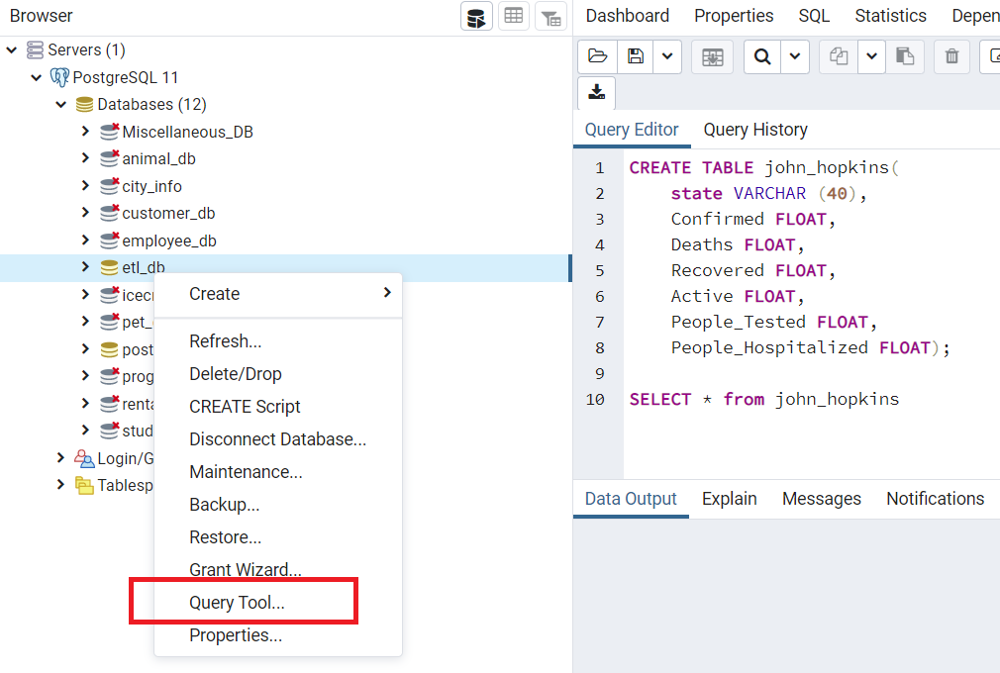 Browser
Servers (1)
PostgreSQL 11
Databases (12)
Miscellaneous_DB
animal_db
city_info
customer_db
employee_db
etl_db
icec
pet_
post
prog
renta
stud
Login/G
Tablesp
Create
Refresh...
Delete/Drop
CREATE Script
Disconnect Database...
Maintenance...
Backup...
Restore...
Grant Wizard...
Query Tool...
Properties...
Dashboard Properties SQL Statistics Depen
Query Editor Query History
1 CREATE TABLE john_hopkins(
2 state VARCHAR (40),
3 Confirmed FLOAT,
4 Deaths FLOAT,
5 Recovered FLOAT,
6 Active FLOAT,
7 People_Tested FLOAT,
8 People_Hospitalized FLOAT);
9
10 SELECT * from john_hopkins
Data Output Explain Messages Notifications